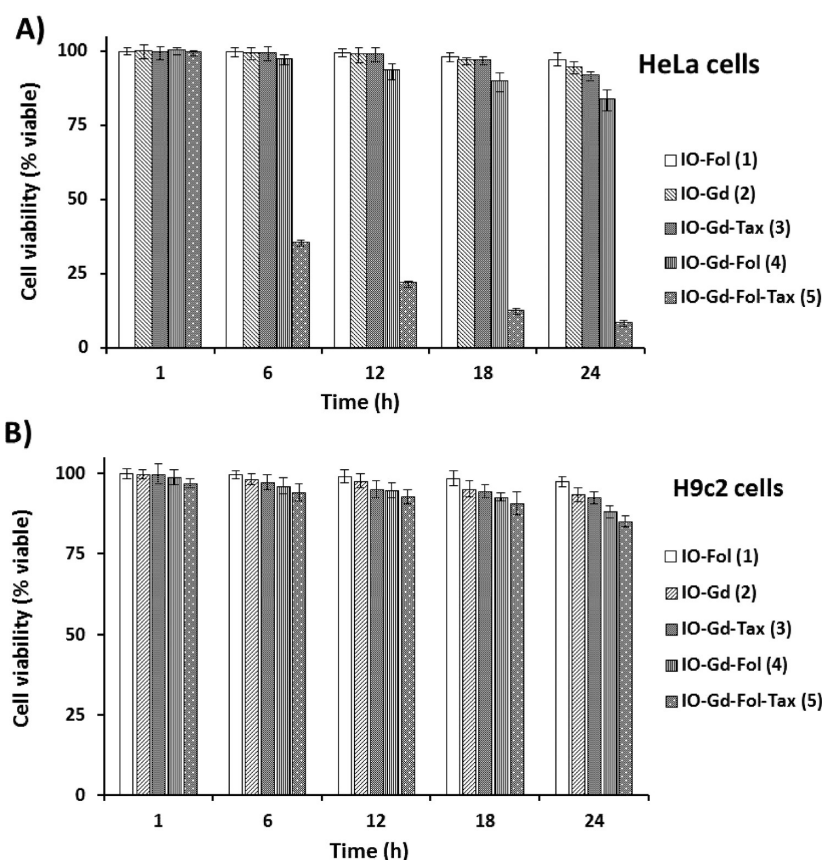 A)
HeLa cells
100
75
50
25
0
Cell viability (% viable)
1 6 12 18 24
Time (h)
IO-Fol (1)
IO-Gd (2)
IO-Gd-Tax (3)
IO-Gd-Fol (4)
IO-Gd-Fol-Tax (5)
B)
H9c2 cells
100
75
50
25
0
Cell viability (% viable)
1 6 12 18 24
Time (h)
IO-Fol (1)
IO-Gd (2)
IO-Gd-Tax (3)
IO-Gd-Fol (4)
IO-Gd-Fol-Tax (5)